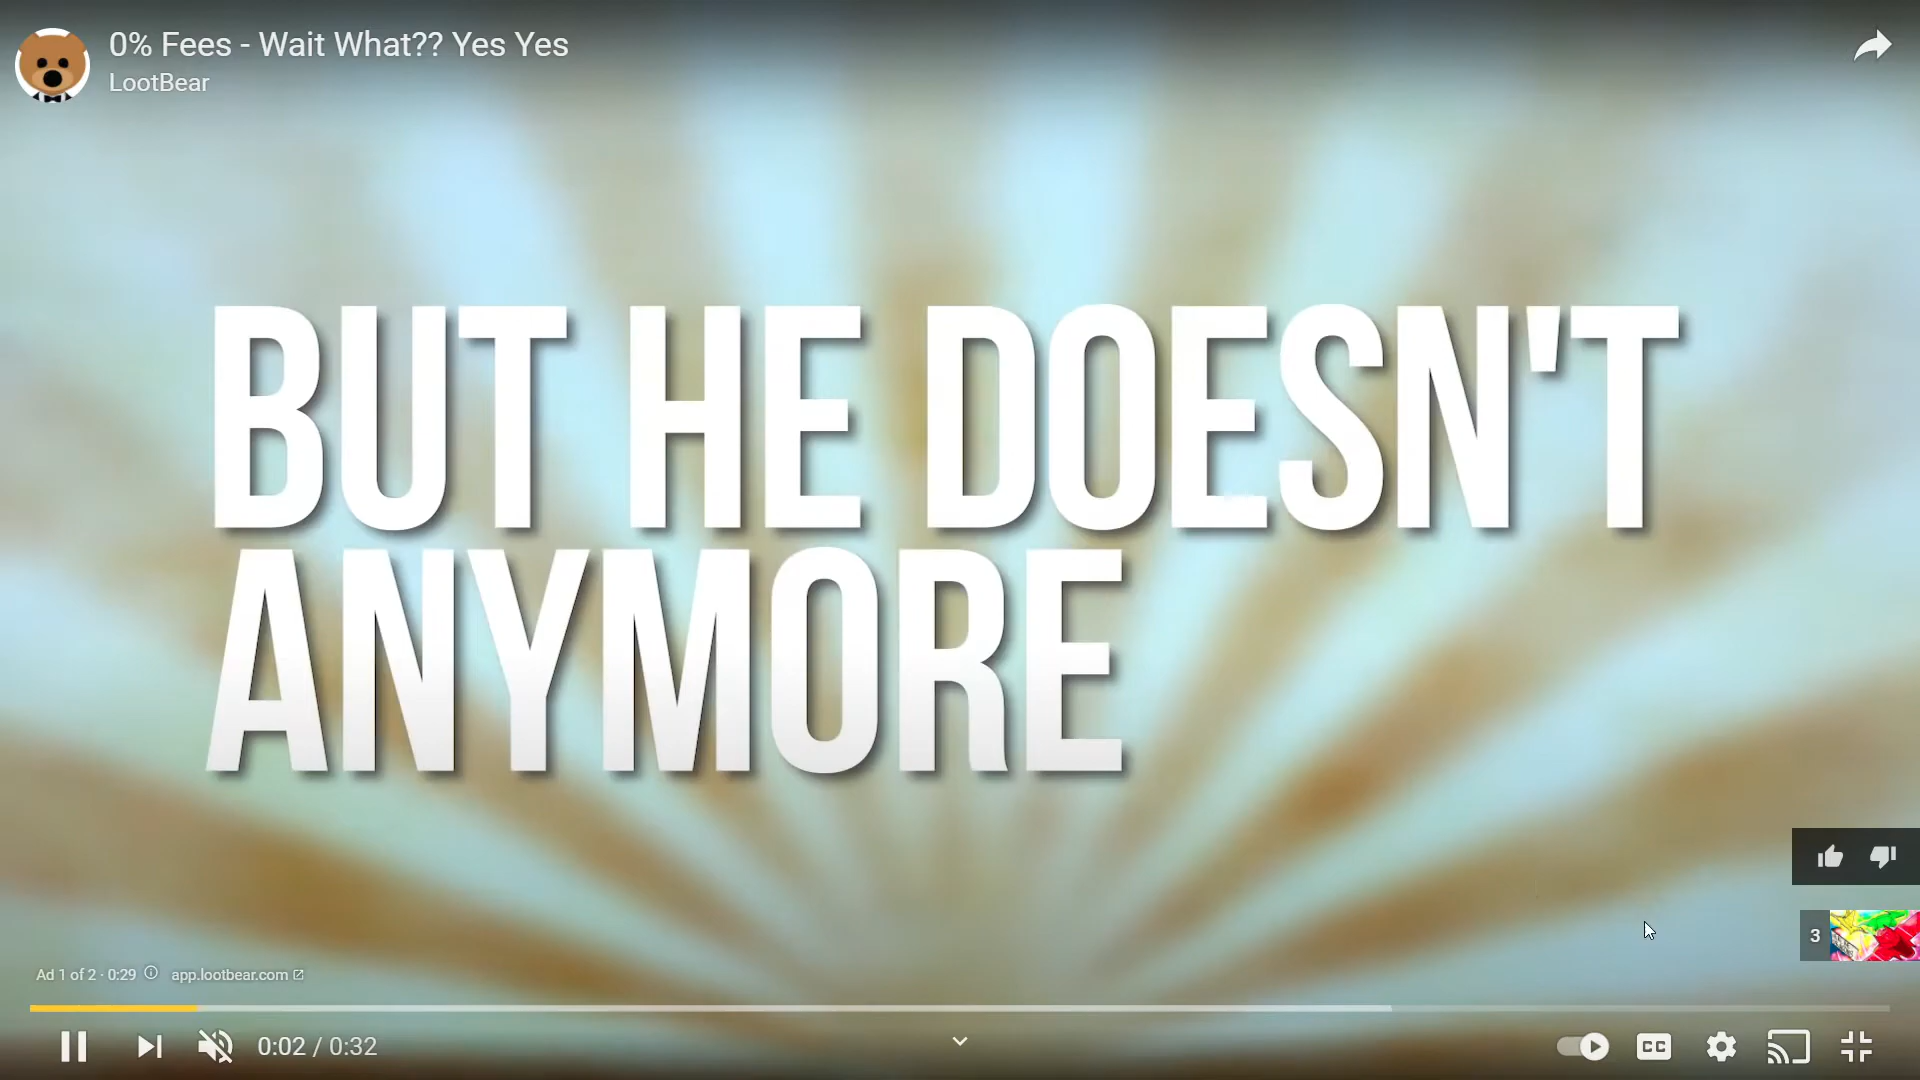 0% Fees - Wait What?? Yes Yes
LootBear
BUT HE DOESN'T
ANYMORE
3
Ad 1 of 2 · 0:29 app.lootbear.com
0:02 / 0:32
CC